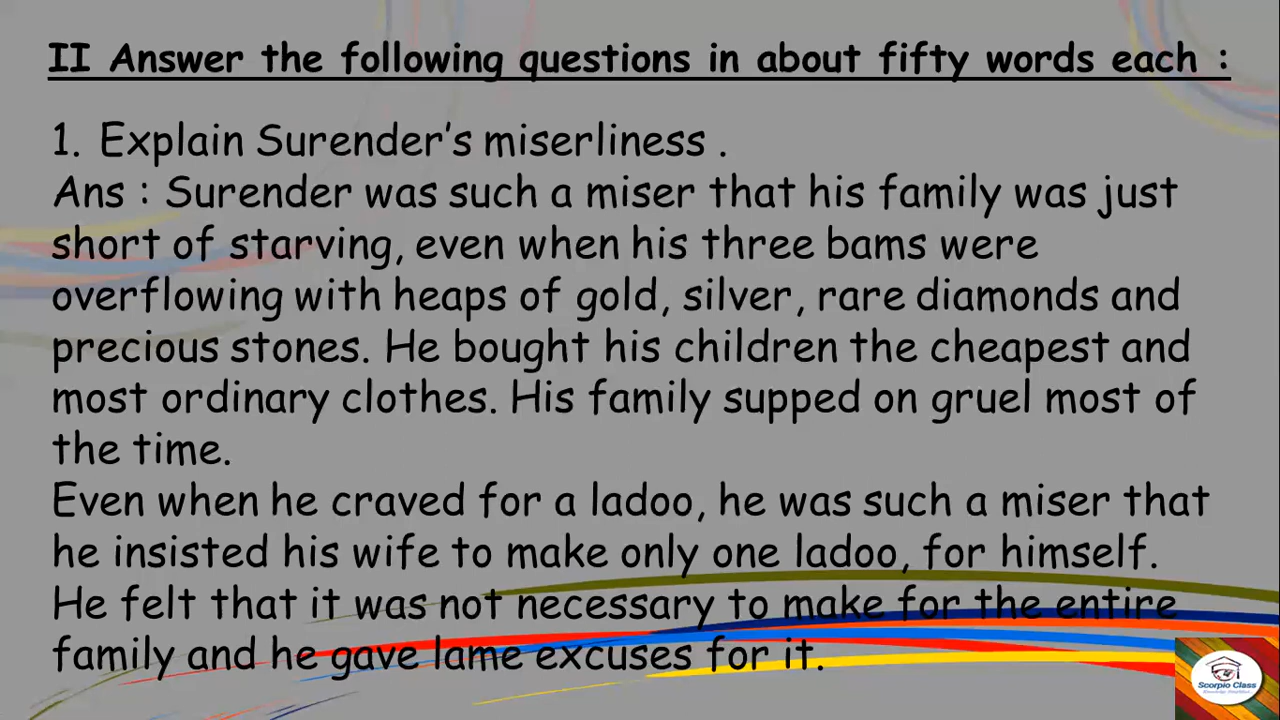 II Answer the following questions in about fifty words each :
1. Explain Surender's miserliness .
Ans : Surender was such a miser that his family was just
short of starving, even when his three bams were
overflowing with heaps of gold, silver, rare diamonds and
precious stones. He bought his children the cheapest and
most ordinary clothes. His family supped on gruel most of
the time.
Even when he craved for a ladoo, he was such a miser that
he insisted his wife to make only one ladoo, for himself.
He felt that it was not necessary to make for the entire
family and he gave lame excuses for it.
Scorpio Class